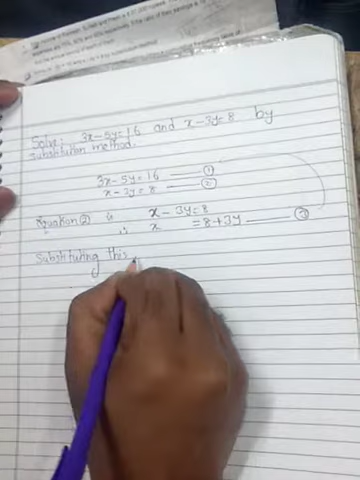 Solve: 3x-5y=16 and x-3y=8 by
substitution method.
3x-5y=16 ——— ①
x-3y=8 ——— ②
Equation ② is x - 3y=8
is x = 8+3y ——— ③
Substituting this